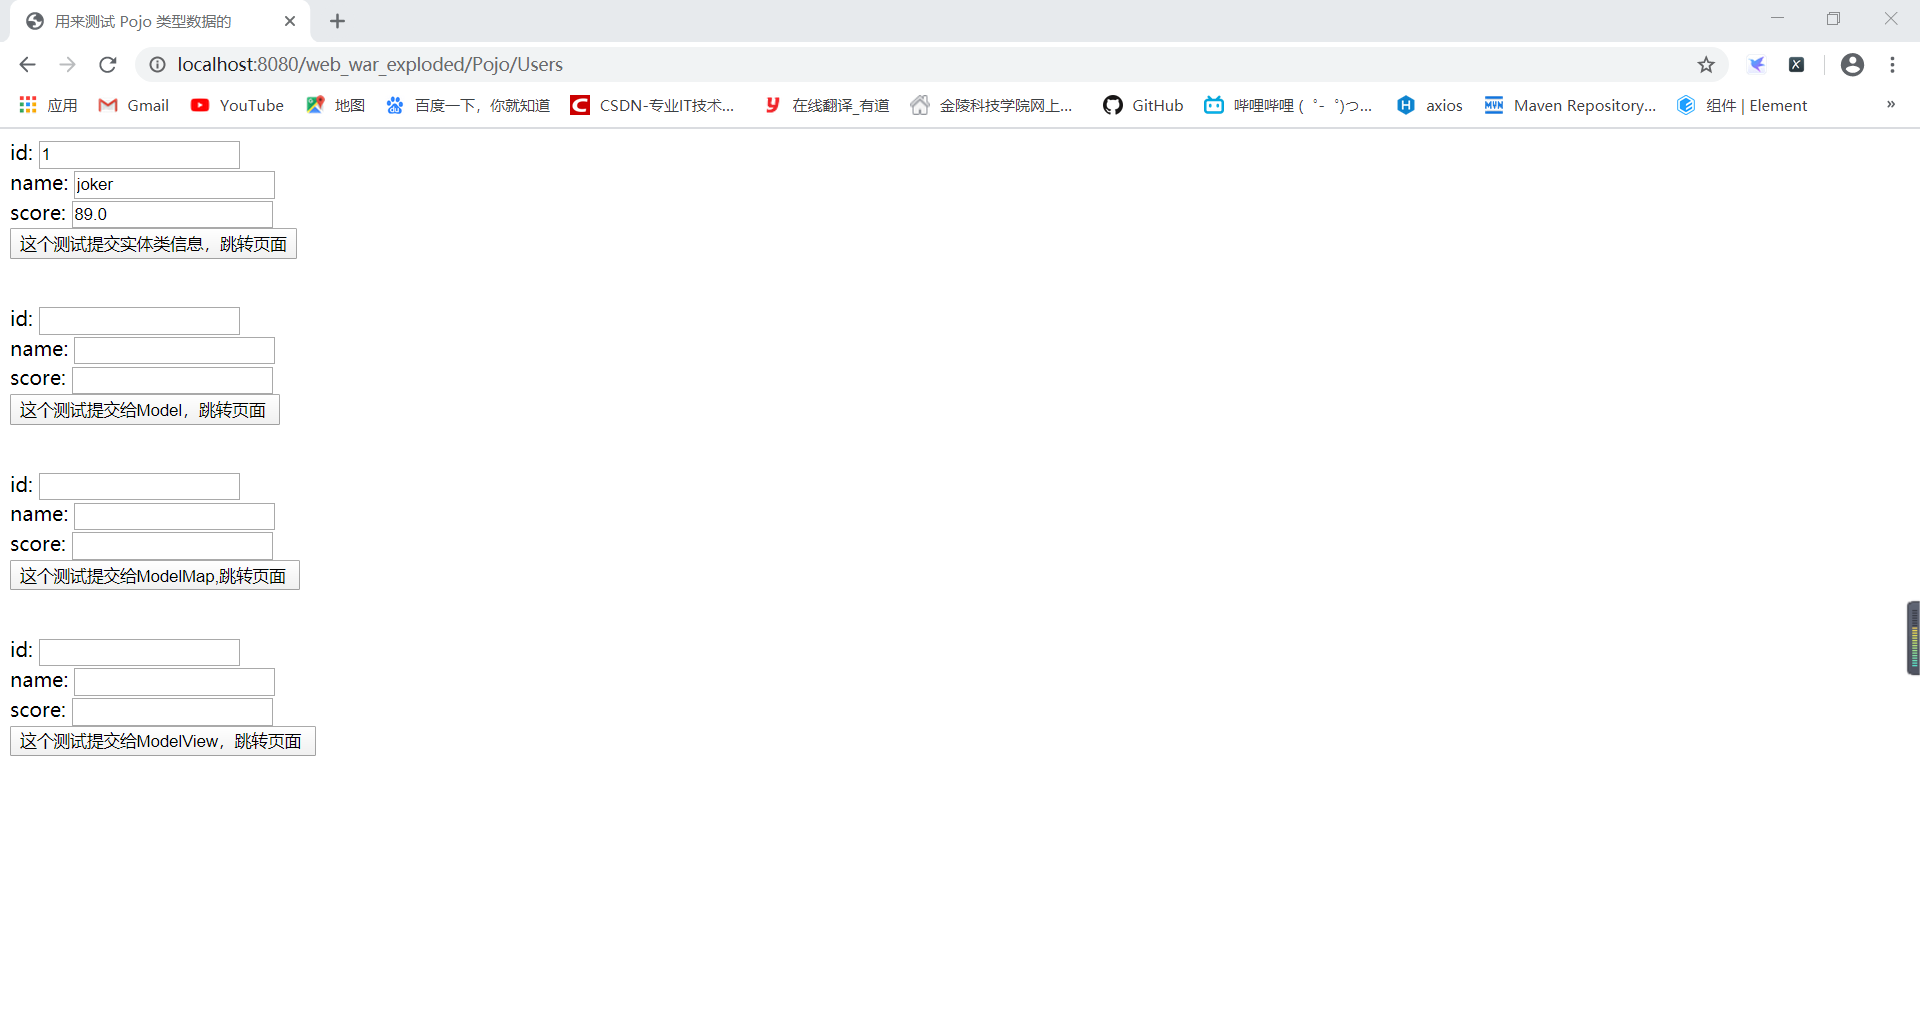 用来测试 Pojo 类型数据的
localhost:8080/web_war_exploded/Pojo/Users
应用 Gmail YouTube 地图 百度一下，你就知道 CSDN-专业IT技术... 在线翻译_有道 金陵科技学院网上... GitHub 哔哩哔哩 (゜-゜)つ... axios Maven Repository... 组件 | Element »
id: 1
name: joker
score: 89.0
这个测试提交实体类信息，跳转页面
id:
name:
score:
这个测试提交给Model，跳转页面
id:
name:
score:
这个测试提交给ModelMap,跳转页面
id:
name:
score:
这个测试提交给ModelView，跳转页面